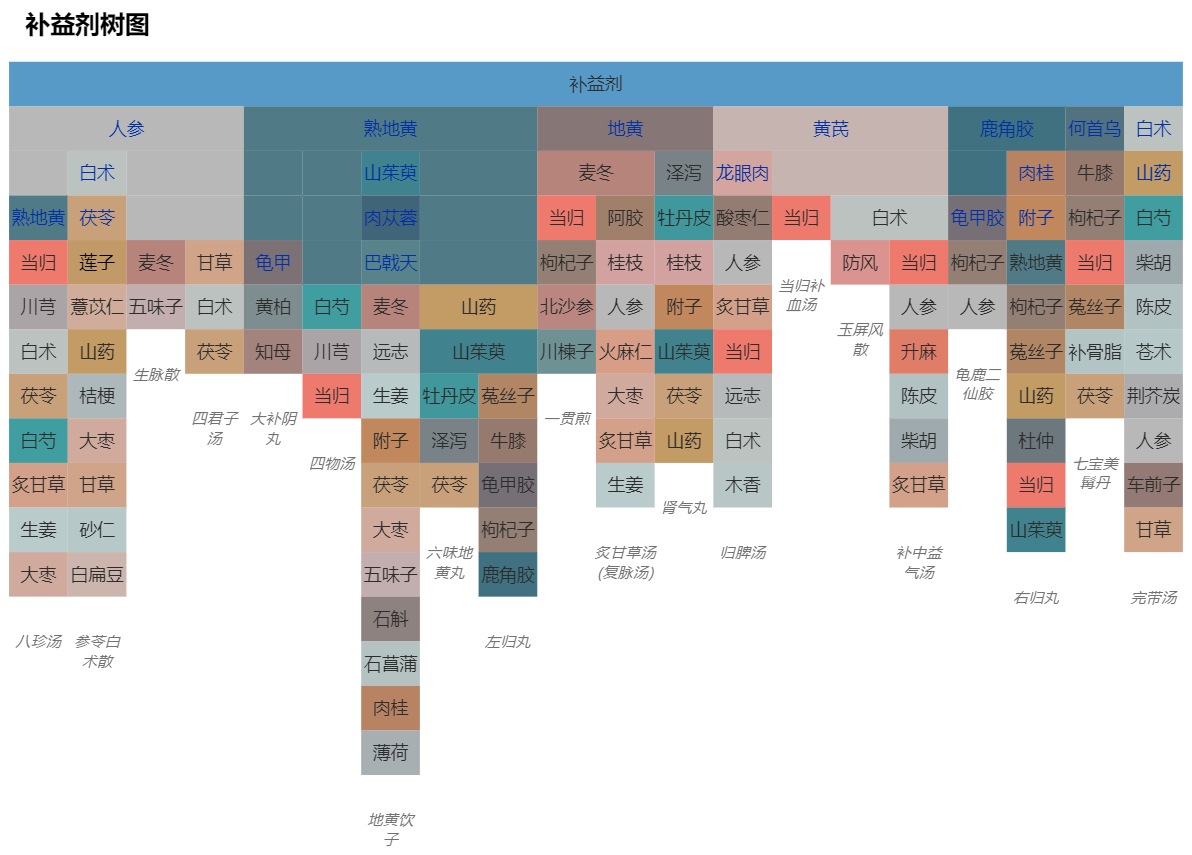 补益剂树图
补益剂
人参 熟地黄 地黄 黄芪 鹿角胶 何首乌 白术
白术 山茱萸 麦冬 泽泻 龙眼肉 肉桂 牛膝 山药
熟地黄 茯苓 肉苁蓉 当归 阿胶 牡丹皮 酸枣仁 当归 白术 龟甲胶 附子 枸杞子 白芍
当归 莲子 麦冬 甘草 龟甲 巴戟天 枸杞子 桂枝 桂枝 人参 防风 当归 枸杞子 熟地黄 当归 柴胡
川芎 薏苡仁 五味子 白术 黄柏 白芍 麦冬 山药 北沙参 人参 附子 炙甘草 当归补
血汤 人参 人参 枸杞子 菟丝子 陈皮
白术 山药 茯苓 知母 川芎 远志 山茱萸 川楝子 火麻仁 山茱萸 当归 玉屏风
散 升麻 菟丝子 补骨脂 苍术
茯苓 桔梗 生脉散 当归 生姜 牡丹皮 菟丝子 大枣 茯苓 远志 陈皮 龟鹿二
仙胶 山药 茯苓 荆芥炭
白芍 大枣 四君子
汤 大补阴
丸 附子 泽泻 牛膝 一贯煎 炙甘草 山药 白术 柴胡 杜仲 人参
炙甘草 甘草 四物汤 茯苓 茯苓 龟甲胶 生姜 木香 炙甘草 当归 七宝美
髯丹 车前子
生姜 砂仁 大枣 枸杞子 肾气丸 山茱萸 甘草
大枣 白扁豆 五味子 六味地
黄丸 鹿角胶 炙甘草汤
(复脉汤) 归脾汤 补中益
气汤
石斛 右归丸 完带汤
八珍汤 参苓白
术散 石菖蒲 左归丸
肉桂
薄荷
地黄饮
子